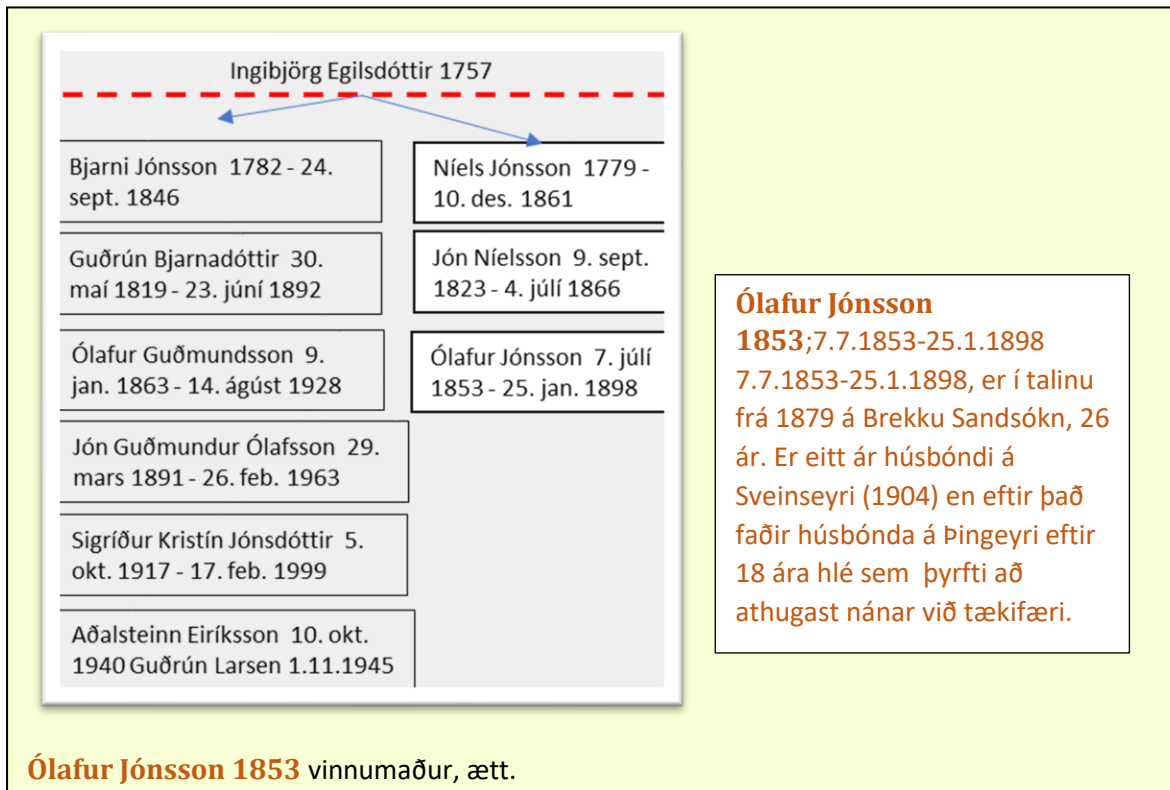 Ingibjörg Egilsdóttir 1757
Bjarni Jónsson 1782 - 24.
sept. 1846
Níels Jónsson 1779 -
10. des. 1861
Guðrún Bjarnadóttir 30.
maí 1819 - 23. júní 1892
Jón Níelsson 9. sept.
1823 - 4. júlí 1866
Ólafur Guðmundsson 9.
jan. 1863 - 14. ágúst 1928
Ólafur Jónsson 7. júlí
1853 - 25. jan. 1898
Jón Guðmundur Ólafsson 29.
mars 1891 - 26. feb. 1963
Sigríður Kristín Jónsdóttir 5.
okt. 1917 - 17. feb. 1999
Aðalsteinn Eiríksson 10. okt.
1940 Guðrún Larsen 1.11.1945
Ólafur Jónsson
1853;7.7.1853-25.1.1898
7.7.1853-25.1.1898, er í talinu
frá 1879 á Brekku Sandsókn, 26
ár. Er eitt ár húsbóndi á
Sveinseyri (1904) en eftir það
faðir húsbónda á Þingeyri eftir
18 ára hlé sem þyrfti að
athugast nánar við tækifæri.
Ólafur Jónsson 1853 vinnumaður, ætt.